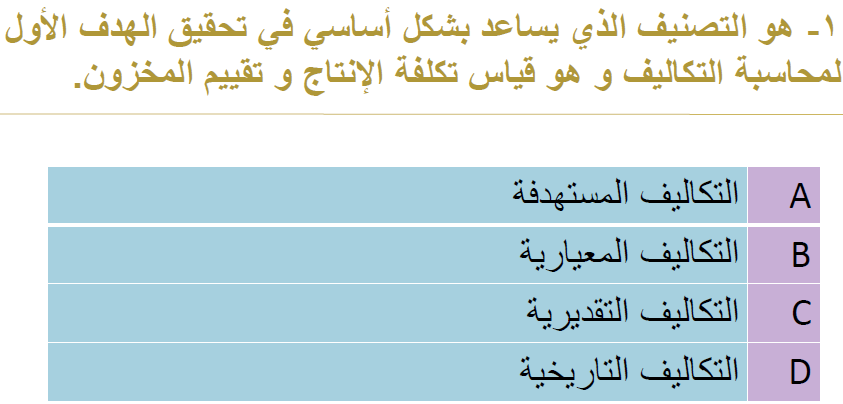 ١- هو التصنيف الذي يساعد بشكل أساسي في تحقيق الهدف الأول
لمحاسبة التكاليف و هو قياس تكلفة الإنتاج و تقييم المخزون.
A التكاليف المستهدفة
B التكاليف المعيارية
C التكاليف التقديرية
D التكاليف التاريخية